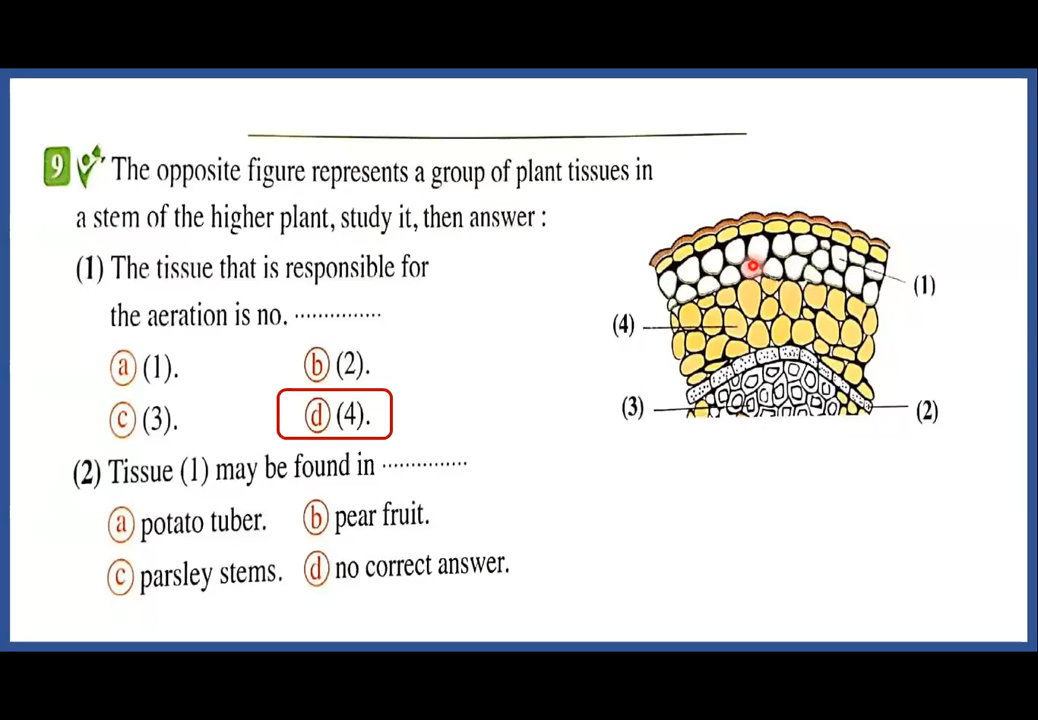 9 The opposite figure represents a group of plant tissues in
a stem of the higher plant, study it, then answer :
(1) The tissue that is responsible for
the aeration is no. ...............
a (1). b (2).
c (3). d (4).
(2) Tissue (1) may be found in ...............
a potato tuber. b pear fruit.
c parsley stems. d no correct answer.
(1)
(4)
(3)
(2)